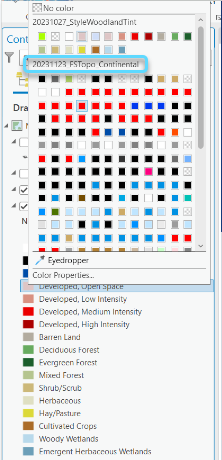 No color
20231027_StyleWoodlandTint
Conte
20231123_FSTopo_Continental
Dra
Eyedropper
Color Properties...
Developed, Open Space
Developed, Low Intensity
Developed, Medium Intensity
Developed, High Intensity
Barren Land
Deciduous Forest
Evergreen Forest
Mixed Forest
Shrub/Scrub
Herbaceous
Hay/Pasture
Cultivated Crops
Woody Wetlands
Emergent Herbaceous Wetlands